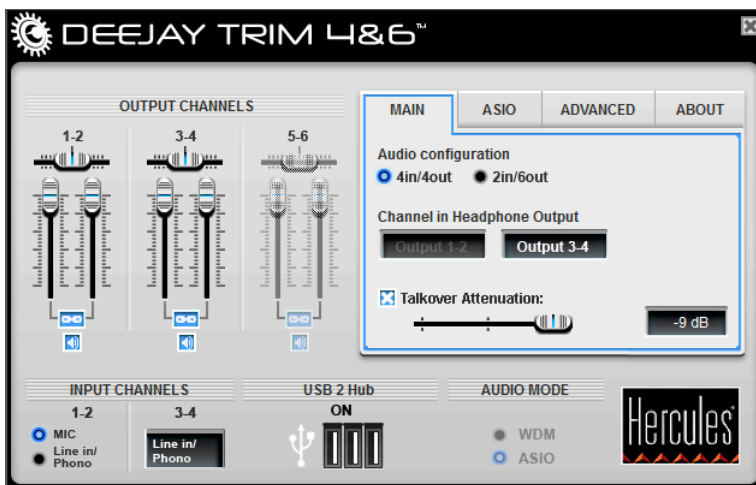 DEEJAY TRIM 4&6™
OUTPUT CHANNELS
1-2 3-4 5-6
MAIN ASIO ADVANCED ABOUT
Audio configuration
4in/4out 2in/6out
Channel in Headphone Output
Output 1-2 Output 3-4
Talkover Attenuation:
-9 dB
INPUT CHANNELS
1-2 3-4
MIC
Line in/
Phono
Line in/
Phono
USB 2 Hub
ON
AUDIO MODE
WDM
ASIO
Hercules